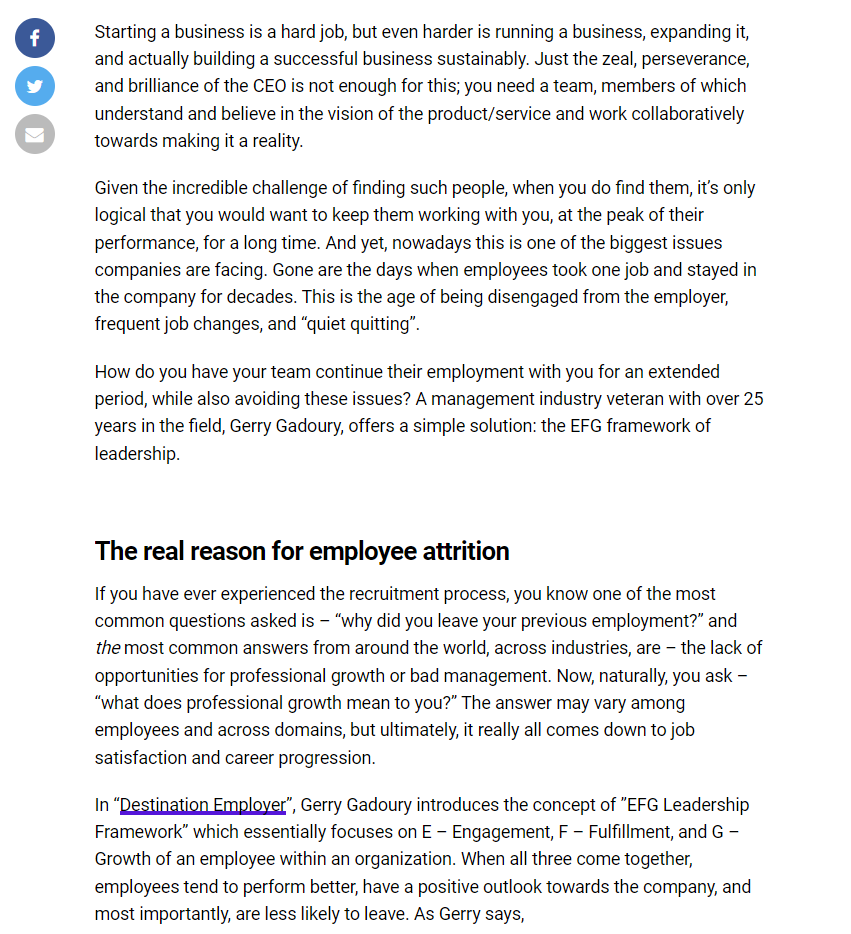 Starting a business is a hard job, but even harder is running a business, expanding it,
and actually building a successful business sustainably. Just the zeal, perseverance,
and brilliance of the CEO is not enough for this; you need a team, members of which
understand and believe in the vision of the product/service and work collaboratively
towards making it a reality.
Given the incredible challenge of finding such people, when you do find them, it’s only
logical that you would want to keep them working with you, at the peak of their
performance, for a long time. And yet, nowadays this is one of the biggest issues
companies are facing. Gone are the days when employees took one job and stayed in
the company for decades. This is the age of being disengaged from the employer,
frequent job changes, and “quiet quitting”.
How do you have your team continue their employment with you for an extended
period, while also avoiding these issues? A management industry veteran with over 25
years in the field, Gerry Gadoury, offers a simple solution: the EFG framework of
leadership.
The real reason for employee attrition
If you have ever experienced the recruitment process, you know one of the most
common questions asked is – “why did you leave your previous employment?” and
the most common answers from around the world, across industries, are – the lack of
opportunities for professional growth or bad management. Now, naturally, you ask –
“what does professional growth mean to you?” The answer may vary among
employees and across domains, but ultimately, it really all comes down to job
satisfaction and career progression.
In “Destination Employer”, Gerry Gadoury introduces the concept of ”EFG Leadership
Framework” which essentially focuses on E – Engagement, F – Fulfillment, and G –
Growth of an employee within an organization. When all three come together,
employees tend to perform better, have a positive outlook towards the company, and
most importantly, are less likely to leave. As Gerry says,